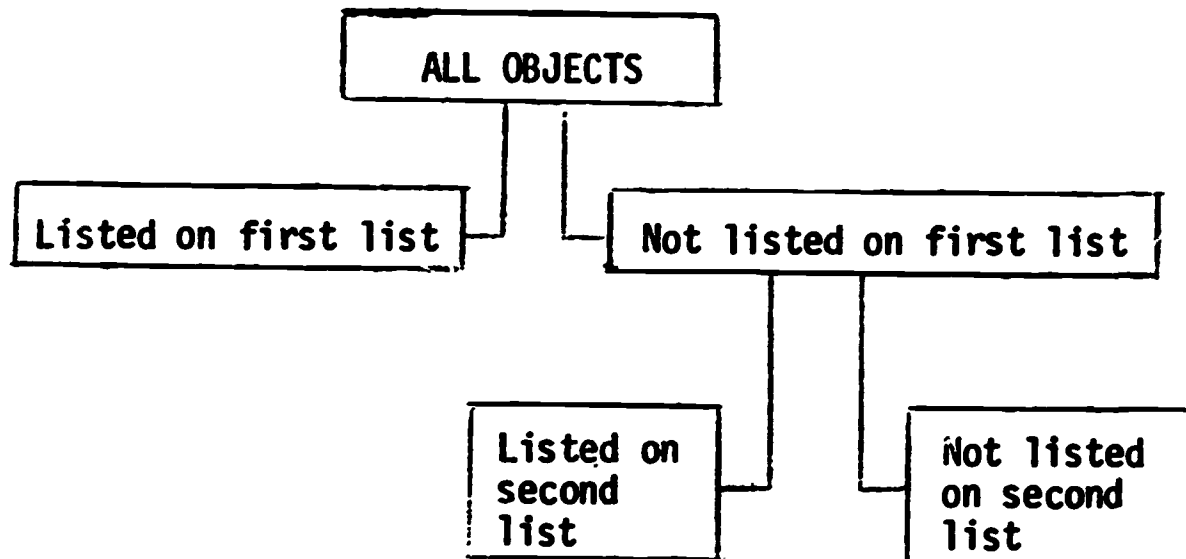 ALL OBJECTS
Listed on first list
Not listed on first list
Listed on
second
list
Not listed
on second
list